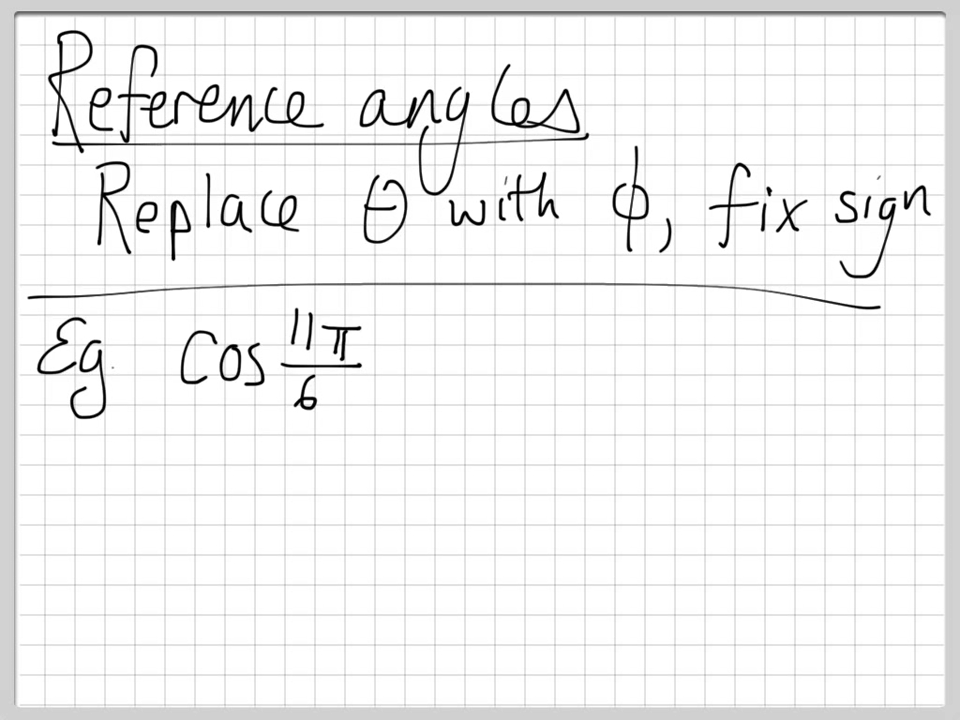 Reference angles
Replace θ with ϕ, fix sign
Eg. cos 11π/6